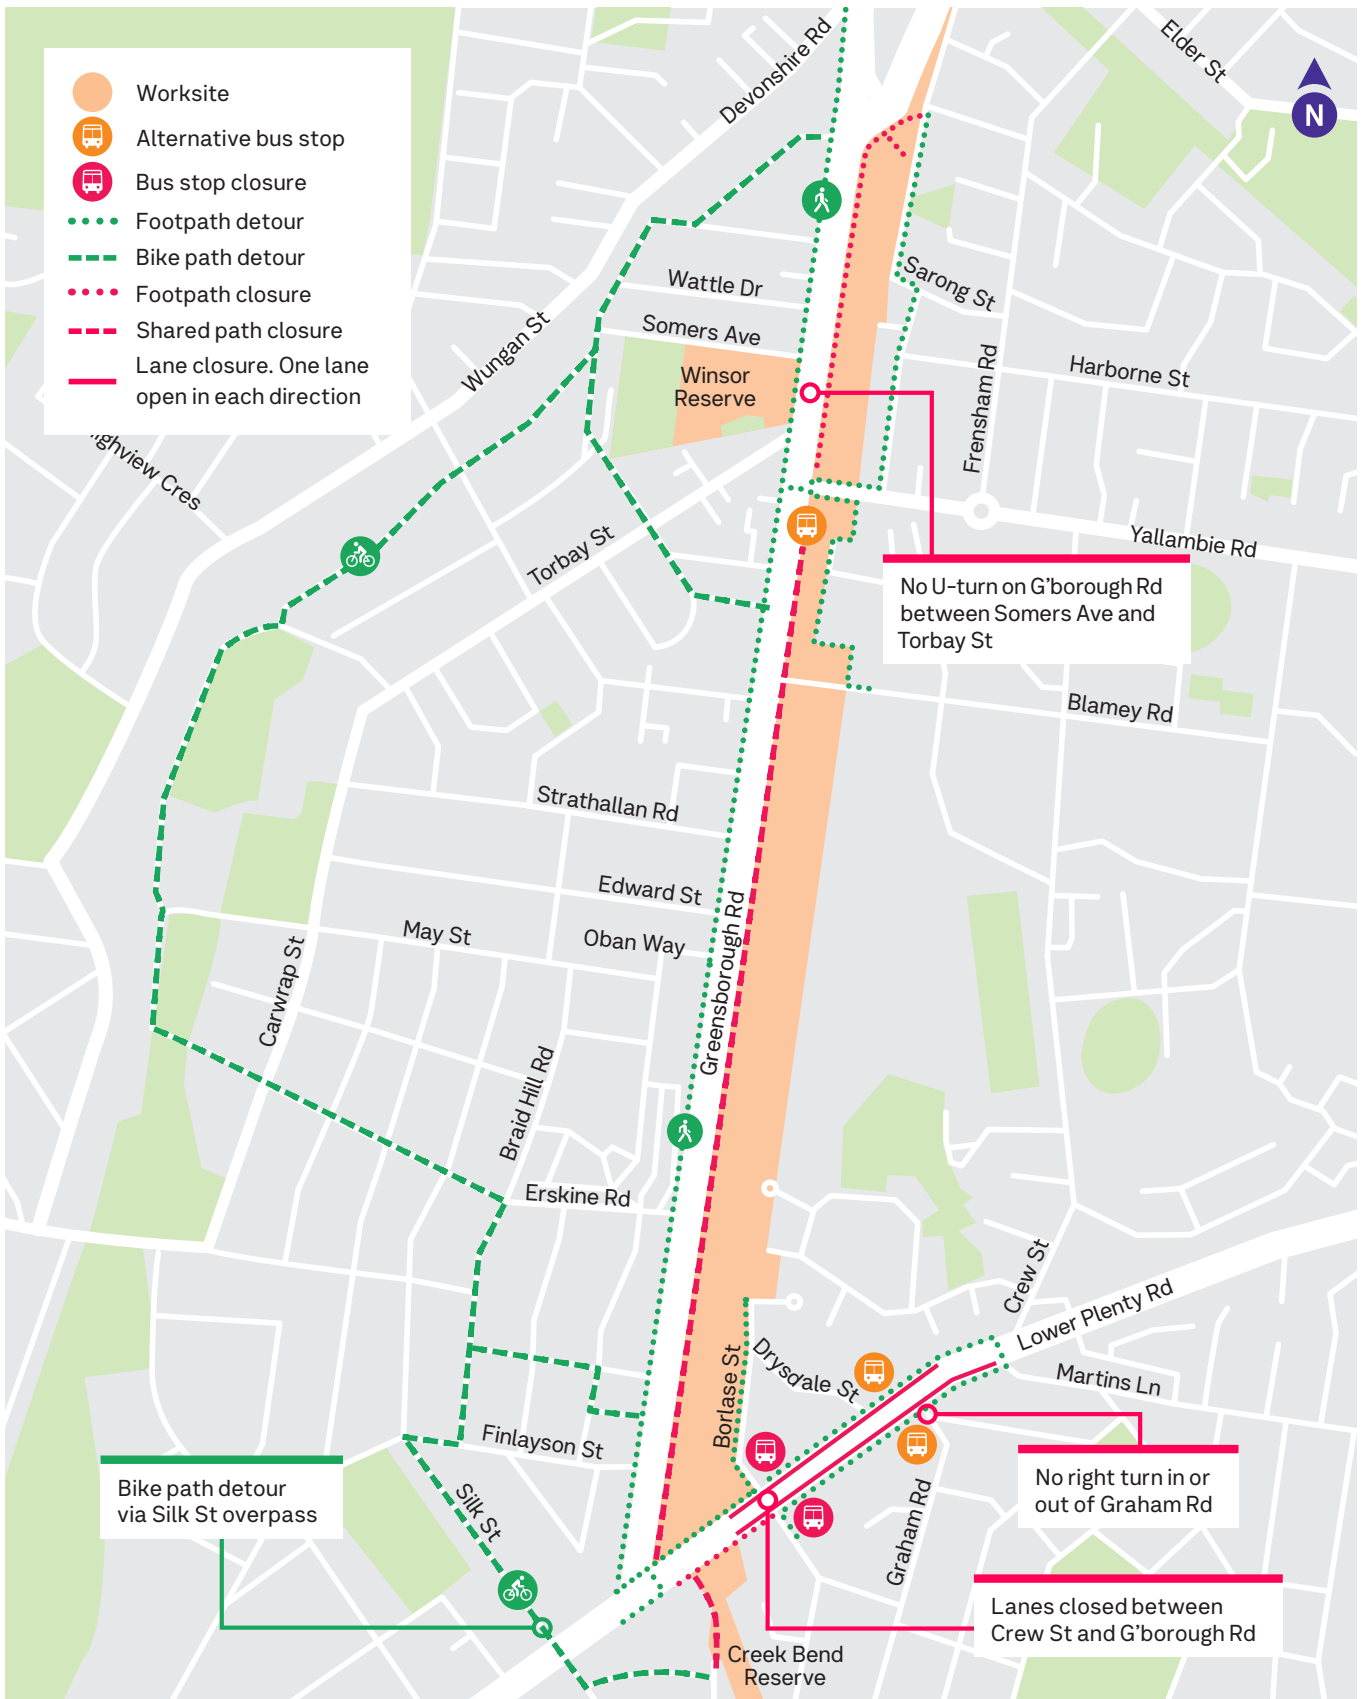 Worksite
Alternative bus stop
Bus stop closure
Footpath detour
Bike path detour
Footpath closure
Shared path closure
Lane closure. One lane
open in each direction
N
Elder St
Devonshire Rd
Sarong St
Wattle Dr
Somers Ave
Wungan St
Winsor
Reserve
Frensham Rd
Harborne St
Cres
Torbay St
Yallambie Rd
No U-turn on G'borough Rd
between Somers Ave and
Torbay St
Blamey Rd
Strathallan Rd
Edward St
May St
Oban Way
Greensborough Rd
Carwrap St
Braid Hill Rd
Erskine Rd
Crew St
Lower Plenty Rd
Drysdale St
Borlase St
Martins Ln
Finlayson St
Silk St
Graham Rd
Bike path detour
via Silk St overpass
No right turn in or
out of Graham Rd
Lanes closed between
Crew St and G'borough Rd
Creek Bend
Reserve